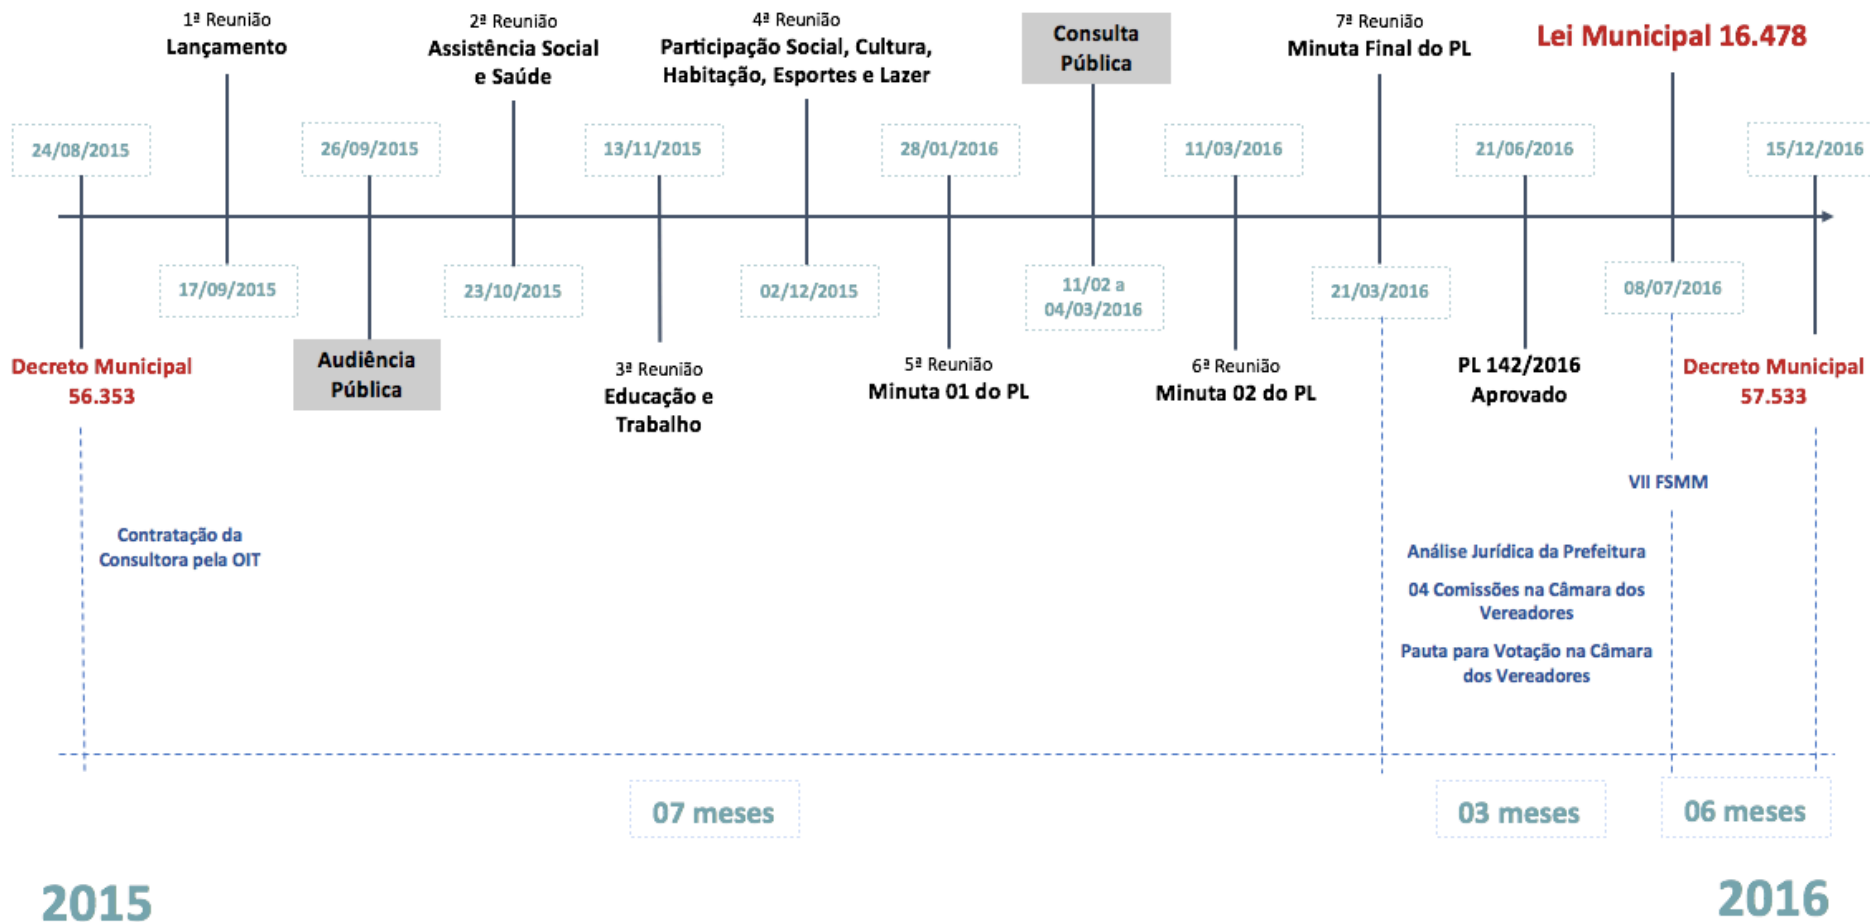 1ª Reunião
Lançamento
2ª Reunião
Assistência Social
e Saúde
4ª Reunião
Participação Social, Cultura,
Habitação, Esportes e Lazer
Consulta
Pública
7ª Reunião
Minuta Final do PL
Lei Municipal 16.478
24/08/2015
26/09/2015
13/11/2015
28/01/2016
11/03/2016
21/06/2016
15/12/2016
17/09/2015
23/10/2015
02/12/2015
11/02 a
04/03/2016
21/03/2016
08/07/2016
Decreto Municipal
56.353
Audiência
Pública
3ª Reunião
Educação e
Trabalho
5ª Reunião
Minuta 01 do PL
6ª Reunião
Minuta 02 do PL
PL 142/2016
Aprovado
Decreto Municipal
57.533
VII FSMM
Contratação da
Consultora pela OIT
Análise Jurídica da Prefeitura
04 Comissões na Câmara dos
Vereadores
Pauta para Votação na Câmara
dos Vereadores
07 meses
03 meses
06 meses
2015
2016